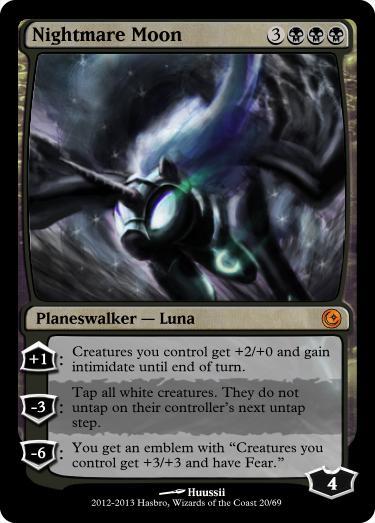 Nightmare Moon 3
Planeswalker — Luna
+1: Creatures you control get +2/+0 and gain
intimidate until end of turn.
-3: Tap all white creatures. They do not
untap on their controller's next untap
step.
-6: You get an emblem with “Creatures you
control get +3/+3 and have Fear.”
4
Huussii
2012-2013 Hasbro, Wizards of the Coast 20/69